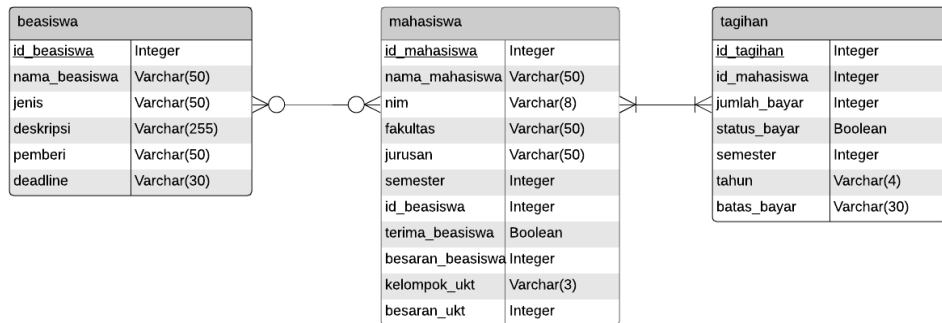 beasiswa
id_beasiswa Integer
nama_beasiswa Varchar(50)
jenis Varchar(50)
deskripsi Varchar(255)
pemberi Varchar(50)
deadline Varchar(30)
mahasiswa
id_mahasiswa Integer
nama_mahasiswa Varchar(50)
nim Varchar(8)
fakultas Varchar(50)
jurusan Varchar(50)
semester Integer
id_beasiswa Integer
terima_beasiswa Boolean
besaran_beasiswa Integer
kelompok_ukt Varchar(3)
besaran_ukt Integer
tagihan
id_tagihan Integer
id_mahasiswa Integer
jumlah_bayar Integer
status_bayar Boolean
semester Integer
tahun Varchar(4)
batas_bayar Varchar(30)